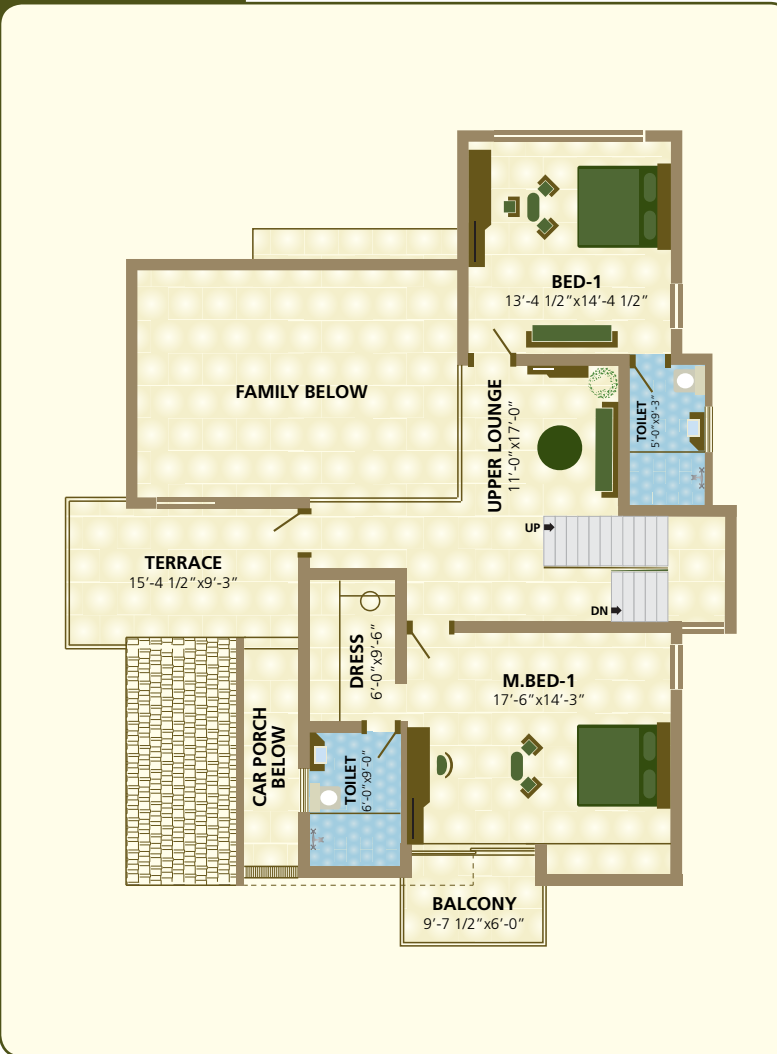 BED-1
13’-4 1/2”x14’-4 1/2”
FAMILY BELOW
UPPER LOUNGE
11’-0”x17’-0”
TOILET
5’-0”x9’-3”
UP
TERRACE
15’-4 1/2”x9’-3”
DN
DRESS
6’-0”x9’-6”
M.BED-1
17’-6”x14’-3”
CAR PORCH
BELOW
TOILET
6’-0”x9’-0”
BALCONY
9’-7 1/2”x6’-0”